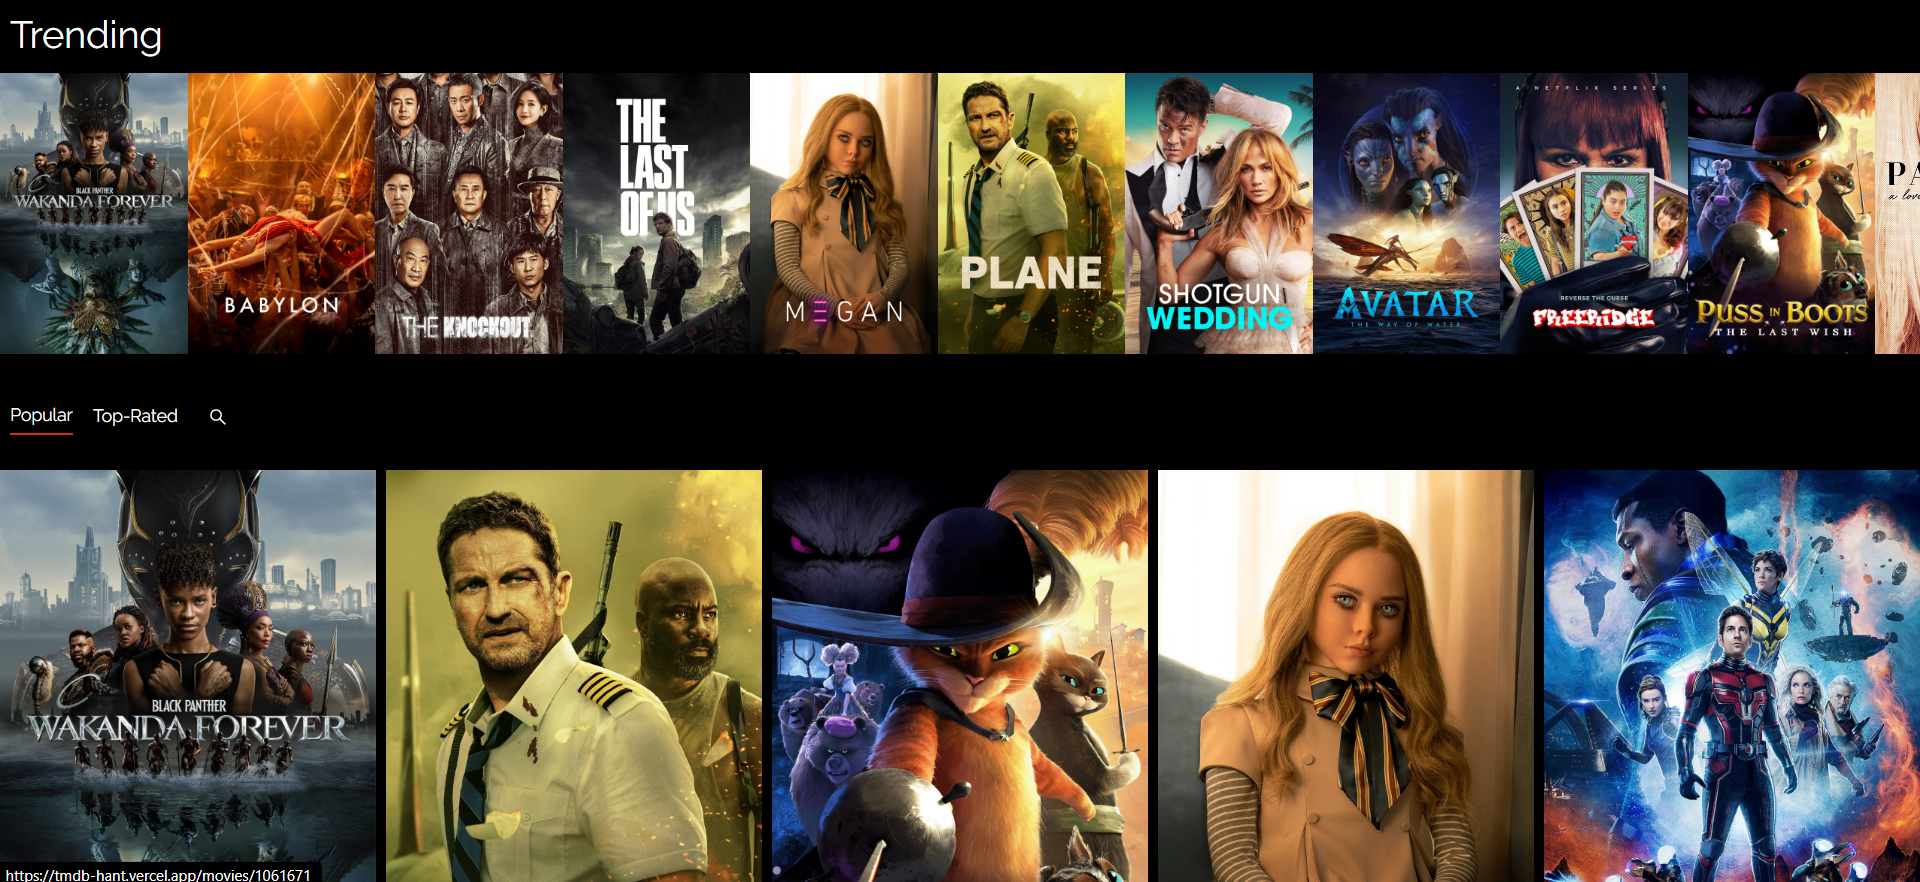 Trending
BLACK PANTHER
WAKANDA FOREVER
BABYLON
THE KNOCKOUT
THE
LAST
OF US
MEGAN
PLANE
SHOTGUN
WEDDING
AVATAR
THE WAY OF WATER
A NETFLIX SERIES
REVERSE THE CURSE
FREERIDGE
PUSS IN BOOTS
THE LAST WISH
PA
a love
Popular
Top-Rated
BLACK PANTHER
WAKANDA FOREVER
https://tmdb-hant.vercel.app/movies/1061671